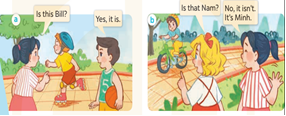 a
Is this Bill?
Yes, it is.
b
Is that Nam?
No, it isn't.
It's Minh.